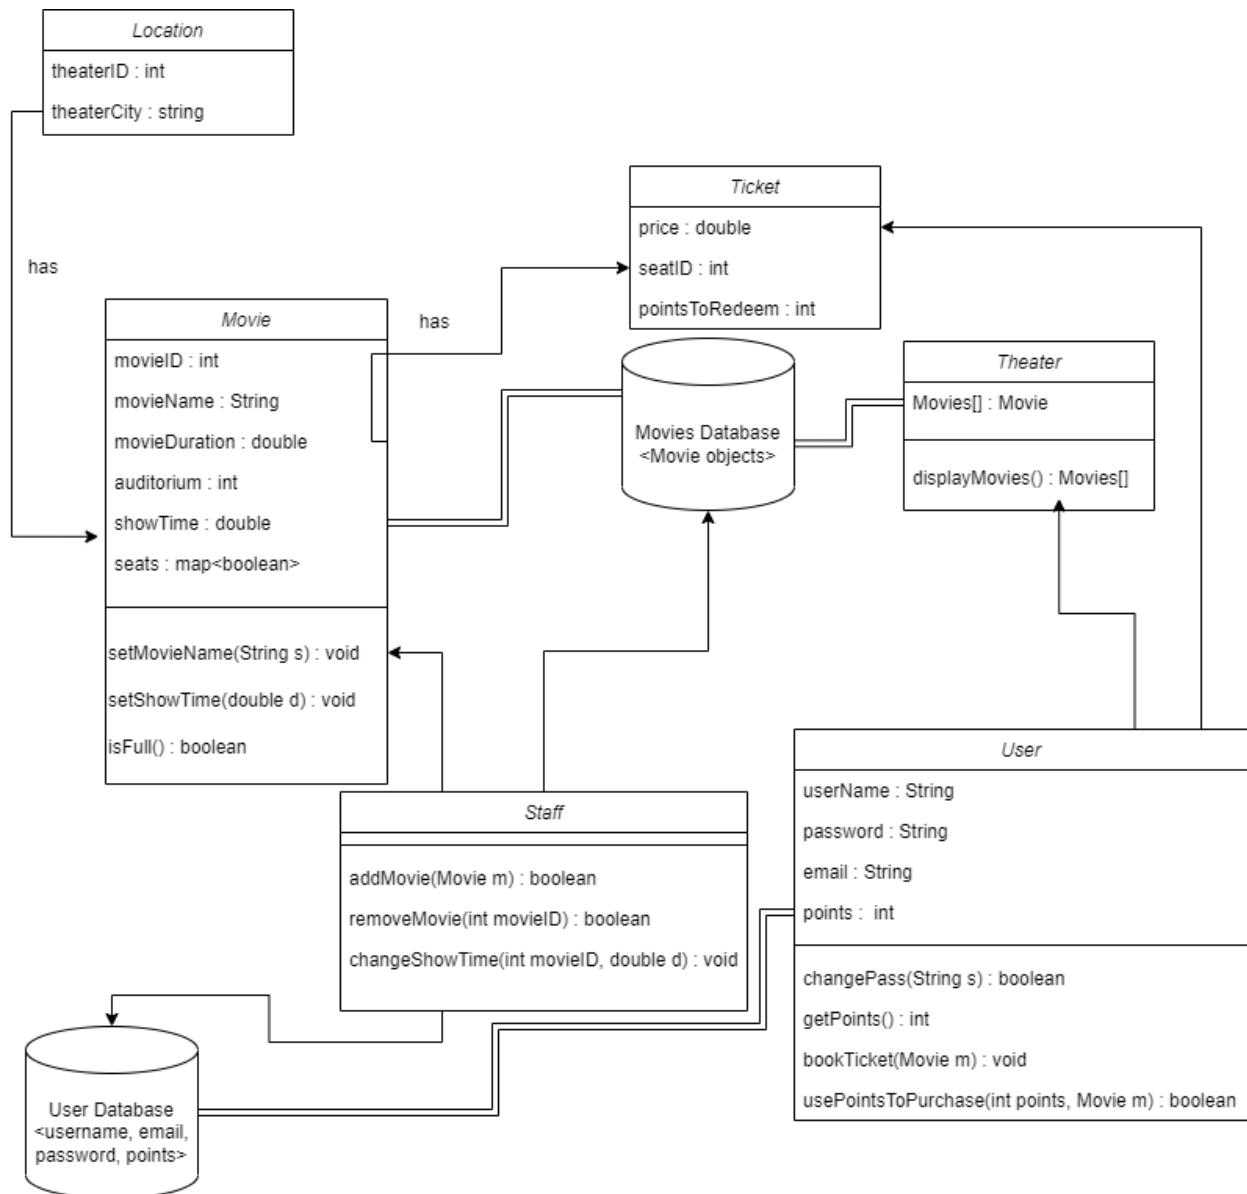 Location
theaterID : int
theaterCity : string
has
Ticket
price : double
seatID : int
pointsToRedeem : int
has
Movie
movieID : int
movieName : String
movieDuration : double
auditorium : int
showTime : double
seats : map<boolean>
setMovieName(String s) : void
setShowTime(double d) : void
isFull() : boolean
Movies Database
<Movie objects>
Theater
Movies[] : Movie
displayMovies() : Movies[]
Staff
addMovie(Movie m) : boolean
removeMovie(int movieID) : boolean
changeShowTime(int movieID, double d) : void
User
userName : String
password : String
email : String
points :  int
changePass(String s) : boolean
getPoints() : int
bookTicket(Movie m) : void
usePointsToPurchase(int points, Movie m) : boolean
User Database
<username, email,
password, points>